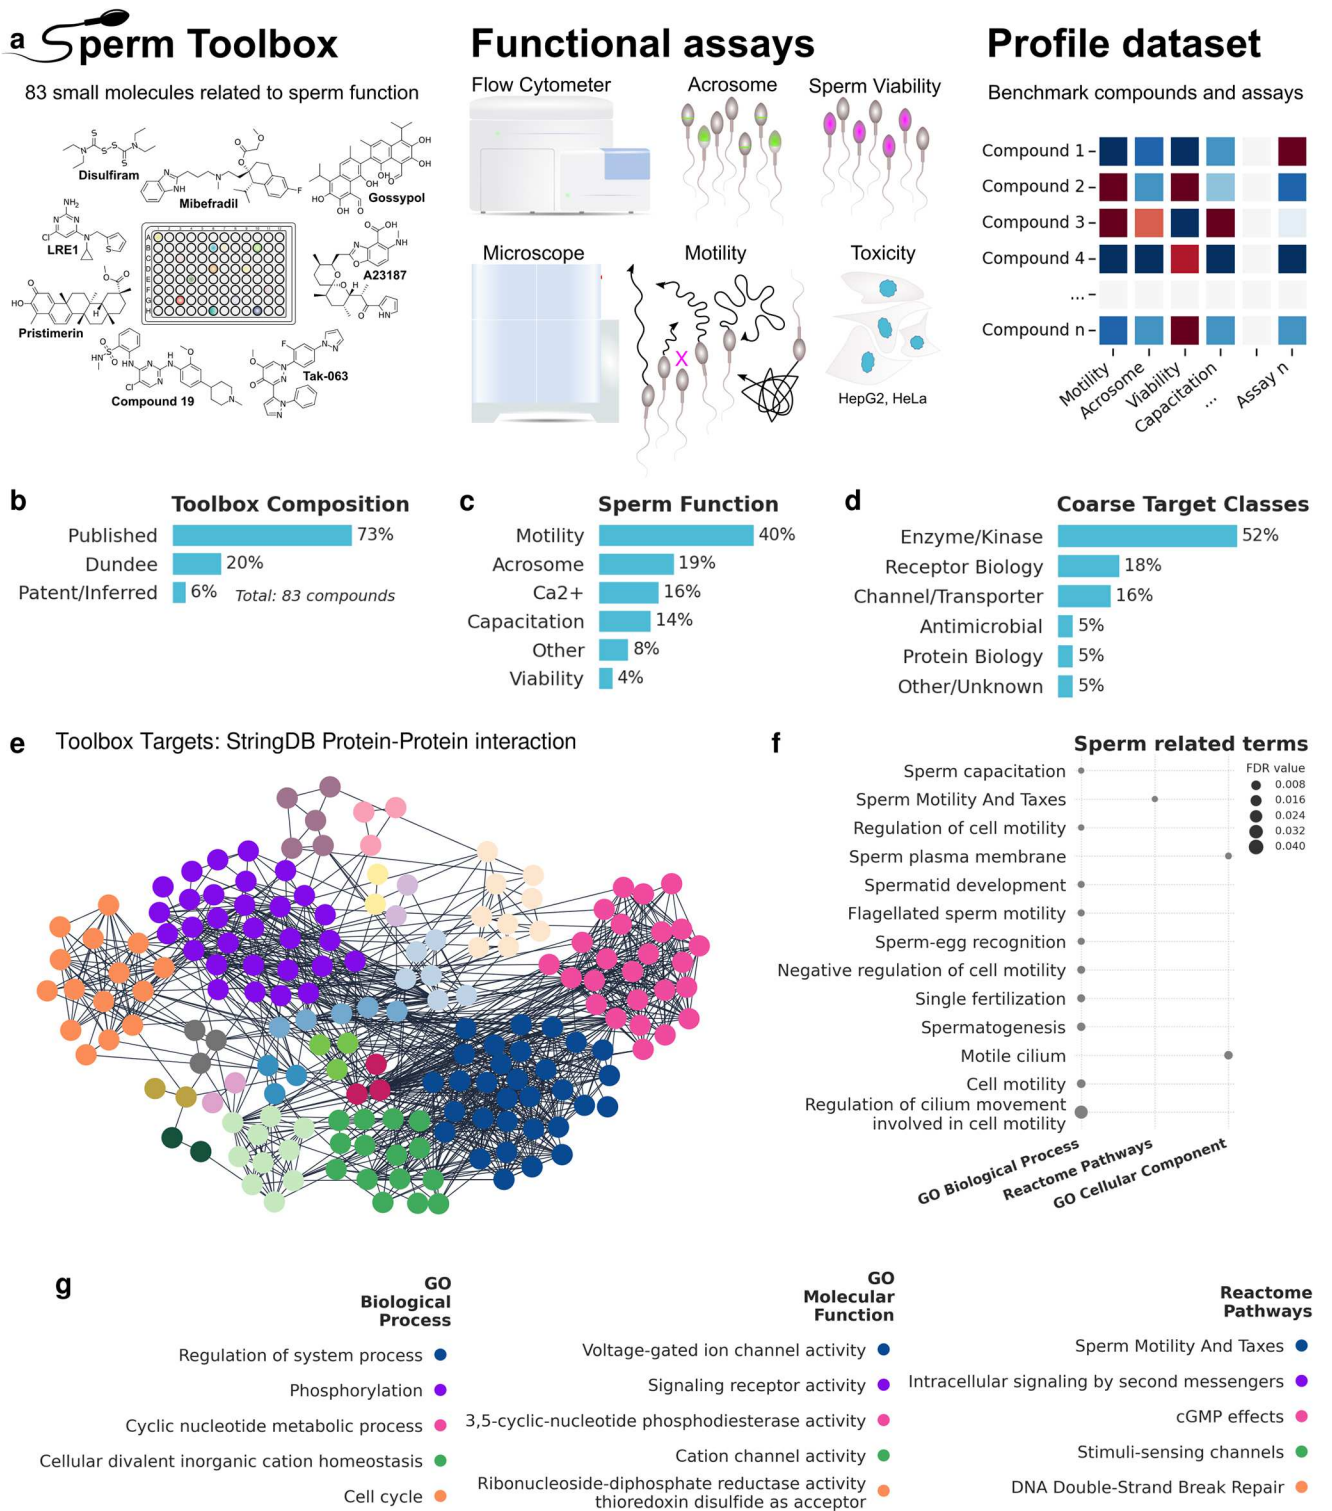 a Sperm Toolbox
83 small molecules related to sperm function
Disulfiram
Mibefradil
Gossypol
LRE1
A23187
Pristimerin
Compound 19
Tak-063
Functional assays
Flow Cytometer
Acrosome
Sperm Viability
Microscope
Motility
Toxicity
X
HepG2, HeLa
Profile dataset
Benchmark compounds and assays
Compound 1
Compound 2
Compound 3
Compound 4
...
Compound n
Motility
Acrosome
Viability
Capacitation
...
Assay n
b Toolbox Composition
Published 73%
Dundee 20%
Patent/Inferred 6%
Total: 83 compounds
c Sperm Function
Motility 40%
Acrosome 19%
Ca2+ 16%
Capacitation 14%
Other 8%
Viability 4%
d Coarse Target Classes
Enzyme/Kinase 52%
Receptor Biology 18%
Channel/Transporter 16%
Antimicrobial 5%
Protein Biology 5%
Other/Unknown 5%
e Toolbox Targets: StringDB Protein-Protein interaction
f Sperm related terms
Sperm capacitation
Sperm Motility And Taxes
Regulation of cell motility
Sperm plasma membrane
Spermatid development
Flagellated sperm motility
Sperm-egg recognition
Negative regulation of cell motility
Single fertilization
Spermatogenesis
Motile cilium
Cell motility
Regulation of cilium movement
involved in cell motility
GO Biological Process
Reactome Pathways
GO Cellular Component
FDR value
0.008
0.016
0.024
0.032
0.040
g
GO
Biological
Process
Regulation of system process
Phosphorylation
Cyclic nucleotide metabolic process
Cellular divalent inorganic cation homeostasis
Cell cycle
GO
Molecular
Function
Voltage-gated ion channel activity
Signaling receptor activity
3,5-cyclic-nucleotide phosphodiesterase activity
Cation channel activity
Ribonucleoside-diphosphate reductase activity
thioredoxin disulfide as acceptor
Reactome
Pathways
Sperm Motility And Taxes
Intracellular signaling by second messengers
cGMP effects
Stimuli-sensing channels
DNA Double-Strand Break Repair